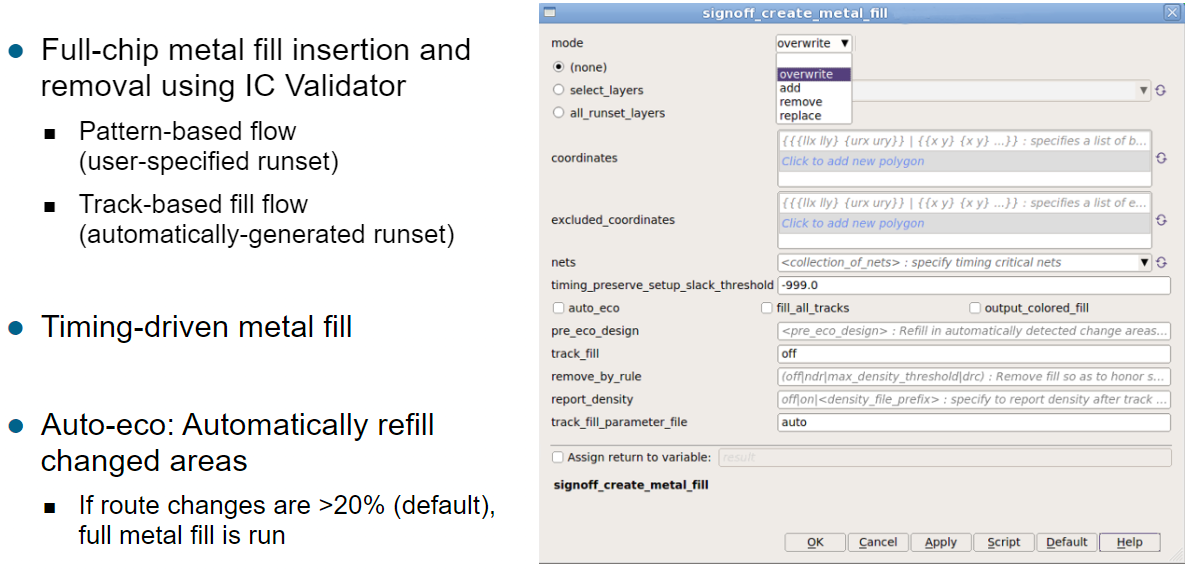 Full-chip metal fill insertion and
removal using IC Validator
Pattern-based flow
(user-specified runset)
Track-based fill flow
(automatically-generated runset)
Timing-driven metal fill
Auto-eco: Automatically refill
changed areas
If route changes are >20% (default),
full metal fill is run
signoff_create_metal_fill
mode
overwrite
overwrite
add
remove
replace
(none)
select_layers
all_runset_layers
coordinates
{{{llx lly} {urx ury}} | {{x y} {x y} ...}} : specifies a list of b...
Click to add new polygon
excluded_coordinates
{{{llx lly} {urx ury}} | {{x y} {x y} ...}} : specifies a list of e...
Click to add new polygon
nets
<collection_of_nets> : specify timing critical nets
timing_preserve_setup_slack_threshold -999.0
auto_eco fill_all_tracks output_colored_fill
pre_eco_design <pre_eco_design> : Refill in automatically detected change areas...
track_fill off
remove_by_rule (off|ndr|max_density_threshold|drc) : Remove fill so as to honor s...
report_density off|on|<density_file_prefix> : specify to report density after track ...
track_fill_parameter_file auto
Assign return to variable: result
signoff_create_metal_fill
OK Cancel Apply Script Default Help